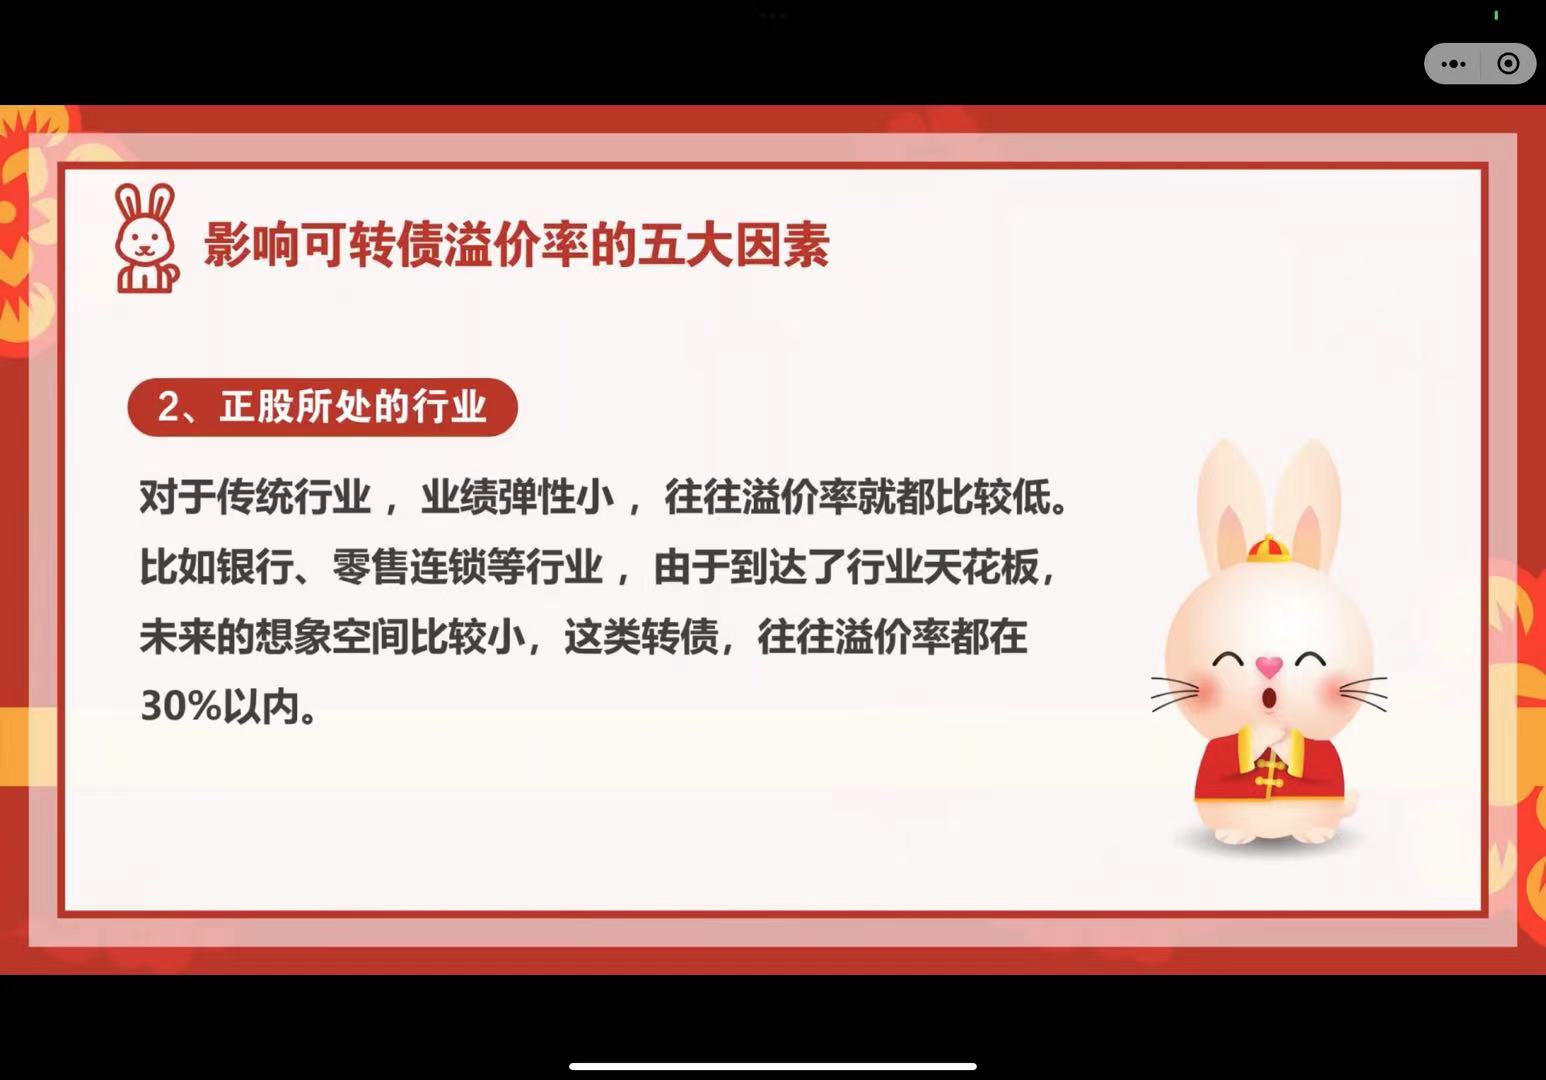 影响可转债溢价率的五大因素
2、正股所处的行业
对于传统行业，业绩弹性小，往往溢价率就都比较低。
比如银行、零售连锁等行业，由于到达了行业天花板，
未来的想象空间比较小，这类转债，往往溢价率都在
30%以内。